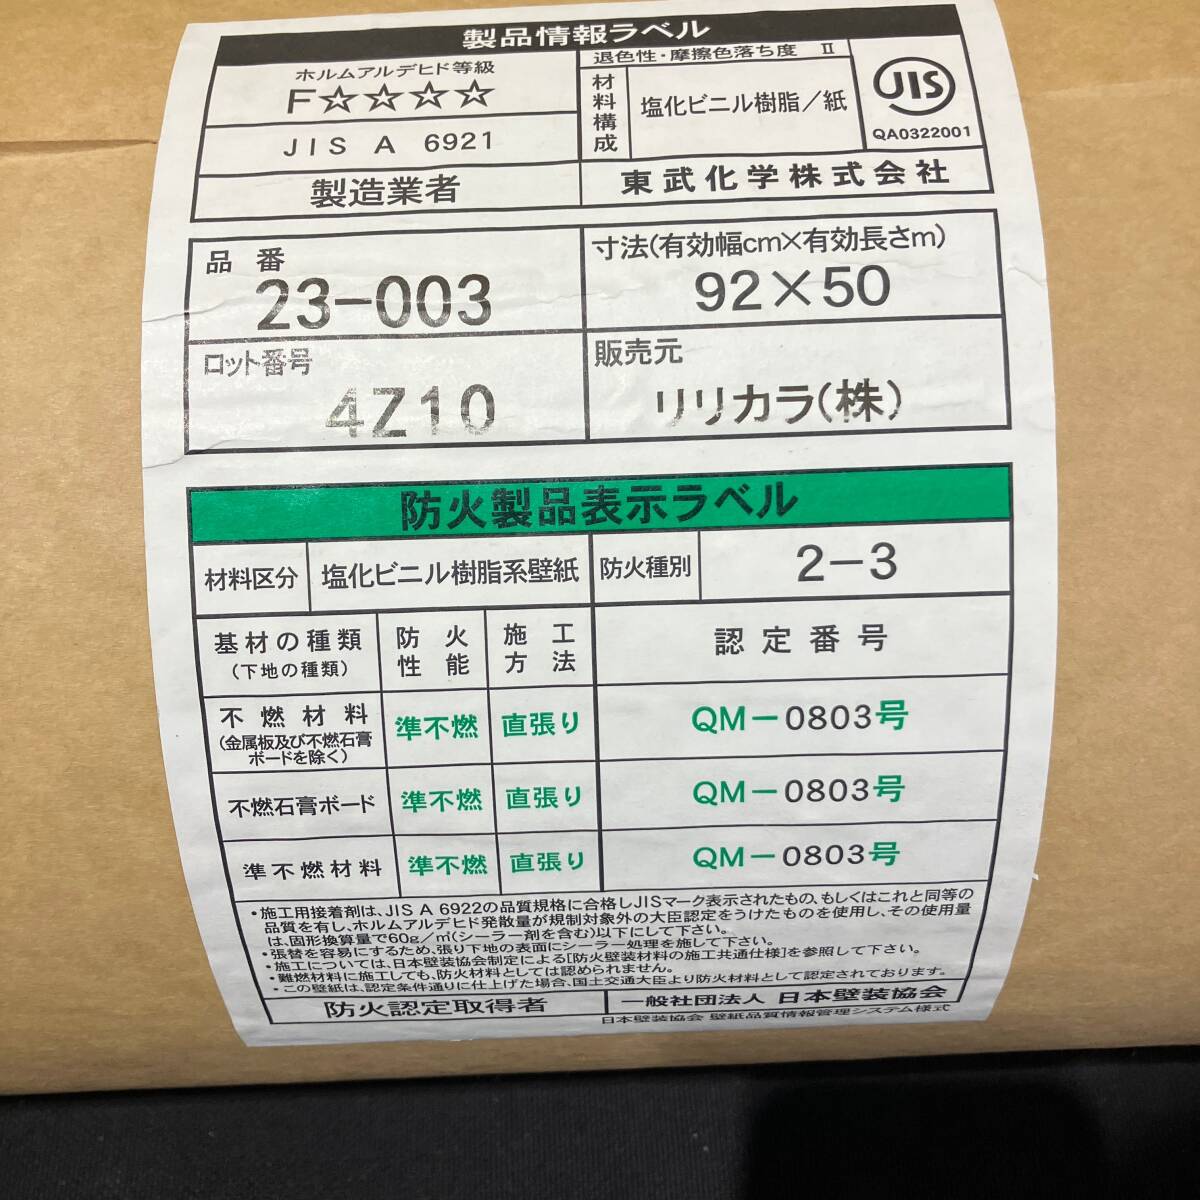 製品情報ラベル
ホルムアルデヒド等級
F☆☆☆☆
JIS A 6921
退色性・摩擦色落ち度 Ⅱ
材料構成
塩化ビニル樹脂／紙
JIS
QA0322001
製造業者
東武化学株式会社
品番
23-003
寸法(有効幅cm×有効長さm)
92×50
ロット番号
4Z10
販売元
リリカラ(株)
防火製品表示ラベル
材料区分
塩化ビニル樹脂系壁紙
防火種別
2-3
基材の種類
(下地の種類)
防火
性能
施工
方法
認定番号
不燃材料
(金属板及び不燃石膏
ボードを除く)
準不燃
直張り
QM-0803号
不燃石膏ボード
準不燃
直張り
QM-0803号
準不燃材料
準不燃
直張り
QM-0803号
・施工用接着剤は、JIS A 6922の品質規格に合格しJISマーク表示されたもの、もしくはこれと同等の
品質を有し、ホルムアルデヒド発散量が規制対象外の大臣認定をうけたものを使用し、その使用量
は、固形換算量で60g/㎡(シーラー剤を含む)以下にして下さい。
・張替を容易にするため、張り下地の表面にシーラー処理を施して下さい。
・施工については、日本壁装協会制定による[防火壁装材料の施工共通仕様]を参照して下さい。
・難燃材料に施工しても、防火材料としては認められません。
・この壁紙は、認定条件通りに仕上げた場合、国土交通大臣より防火材料として認定されております。
防火認定取得者
一般社団法人 日本壁装協会
日本壁装協会 壁紙品質情報管理システム様式